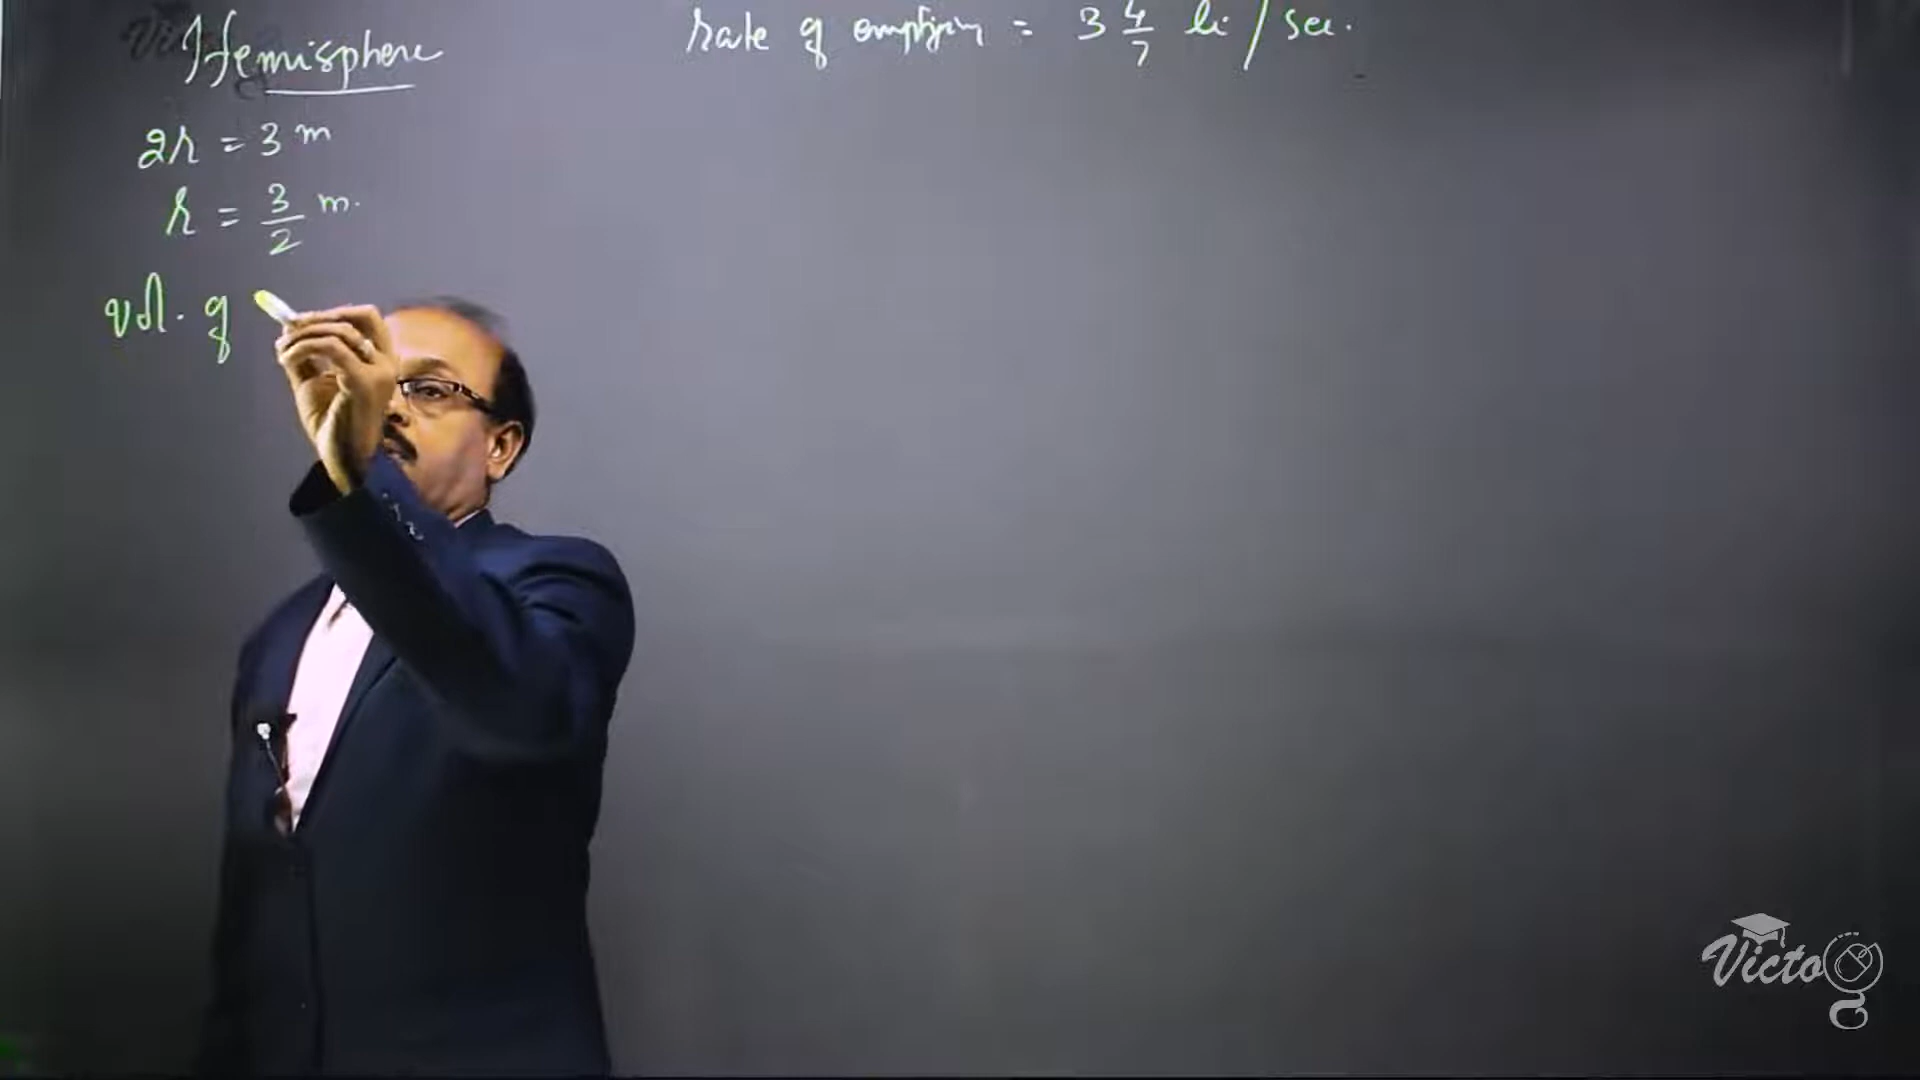 Hemisphere
rate of emptying = 3 4/7 li / sec.
2r = 3 m
r = 3/2 m.
vol. of
Victo